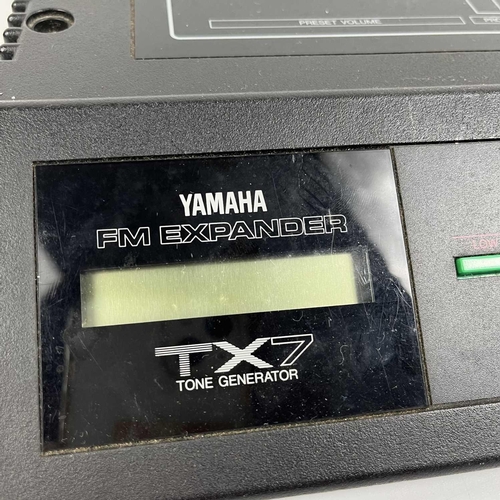 PRESET VOLUME
YAMAHA
FM EXPANDER
TX7
TONE GENERATOR